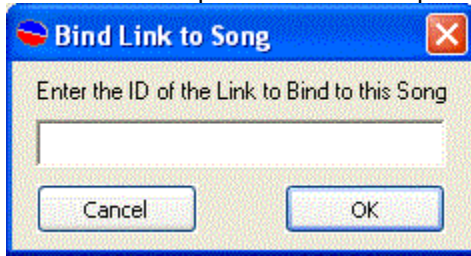 Bind Link to Song
Enter the ID of the Link to Bind to this Song
Cancel OK